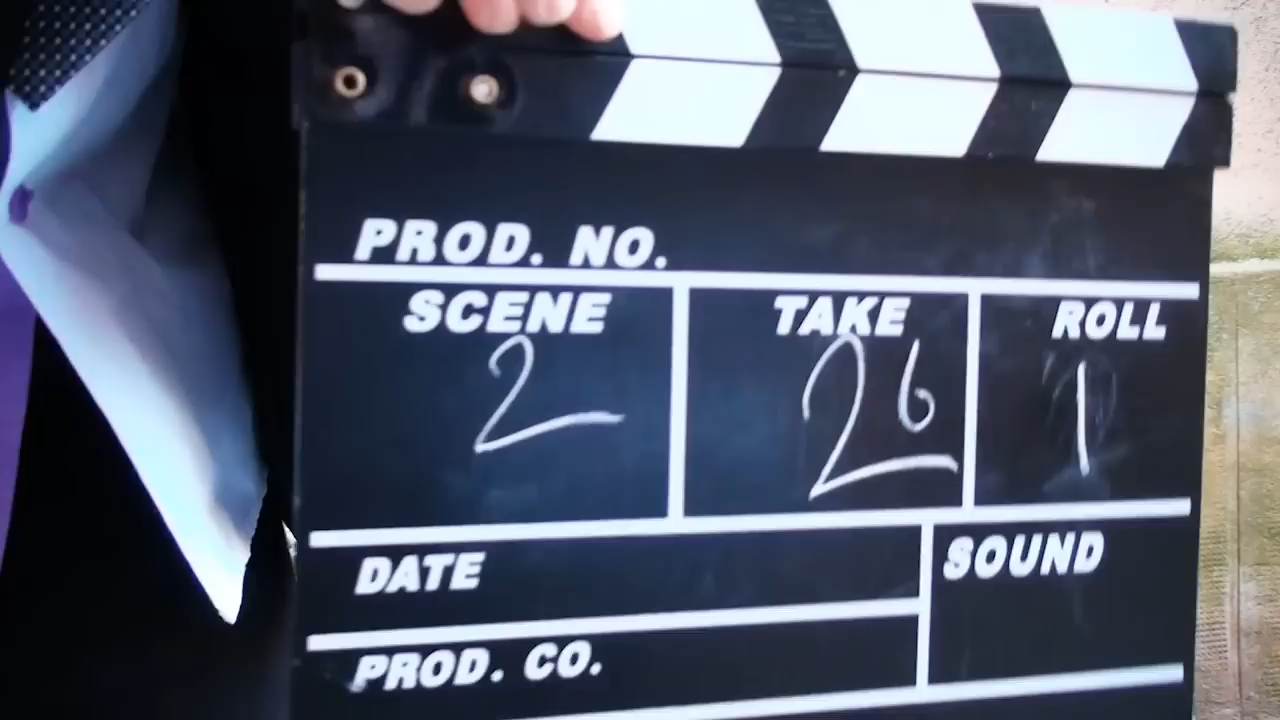 PROD. NO.
SCENE TAKE ROLL
2 26 1
DATE SOUND
PROD. CO.